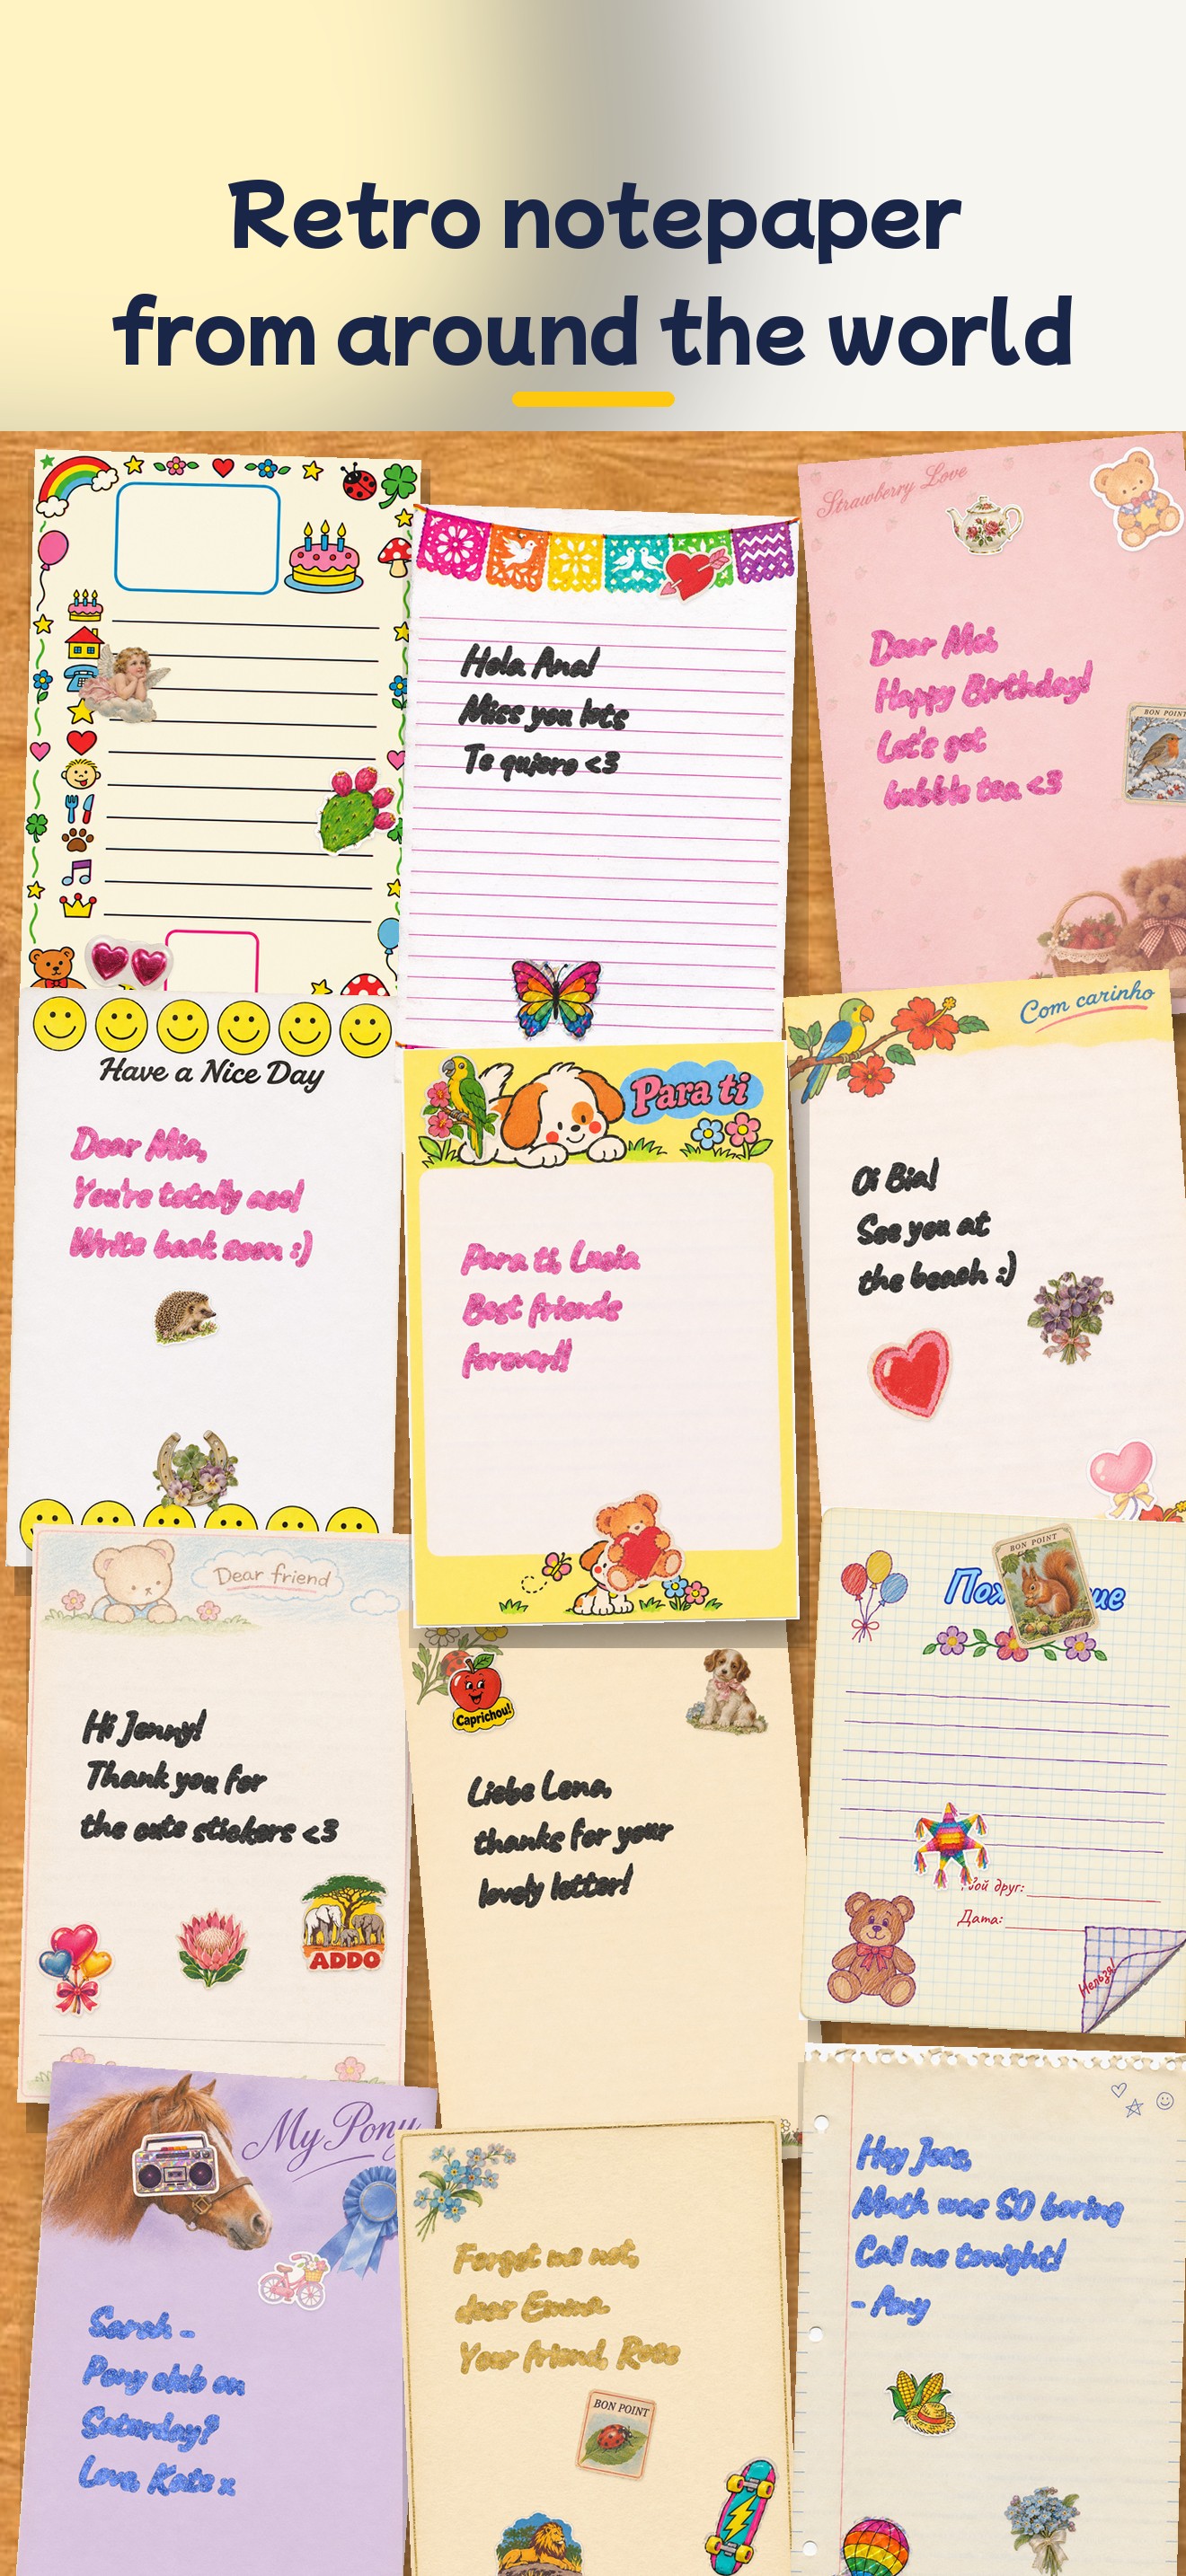 Retro notepaper
from around the world
Strawberry Love
Hola Ana!
Miss you lots
Te quiero <3
Dear Mei
Happy Birthday!
Let's get
bubble tea <3
BON POINT
Have a Nice Day
Dear Mia,
You're totally cool
Write back soon :)
Para ti
Para ti, Lucia
Best friends
forever!!
Com carinho
Oi Bia!
See you at
the beach :)
Dear friend
Hi Jenny!
Thank you for
the cute stickers <3
ADDO
Caprichou!
Liebe Lena,
thanks for your
lovely letter!
BON POINT
друг:
Дата:
Нельзя!
My Pony
Sarah -
Pony club on
Saturday?
Love Kate x
Forget me not,
dear Emma.
Your friend, Rose
BON POINT
Hey Jess,
Math was SO boring
Call me tonight!
- Amy